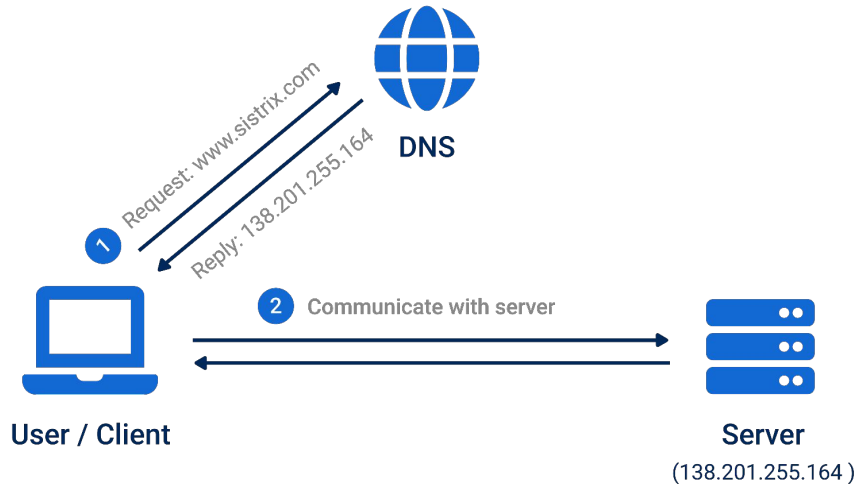 DNS
Request: www.sistrix.com
Reply: 138.201.255.164
1
2
Communicate with server
User / Client
Server
(138.201.255.164 )